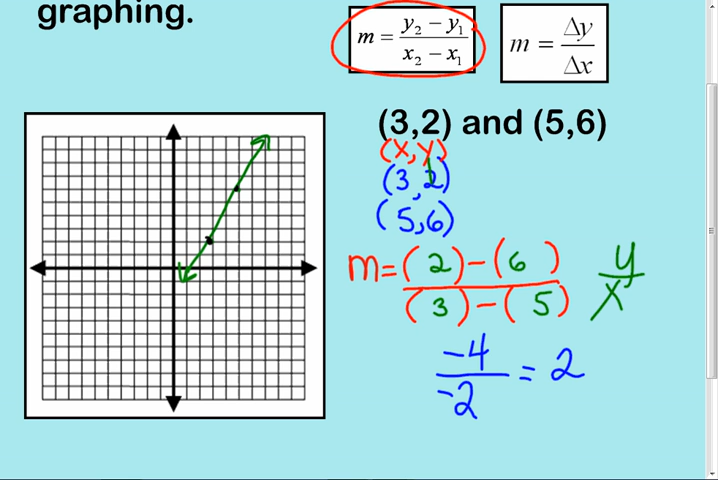 graphing.
m = (y₂ − y₁)/(x₂ − x₁)
m = Δy/Δx
(3,2) and (5,6)
(x,y)
(3,2)
(5,6)
m = ((2) − (6))/((3) − (5))
y/x
-4/-2 = 2